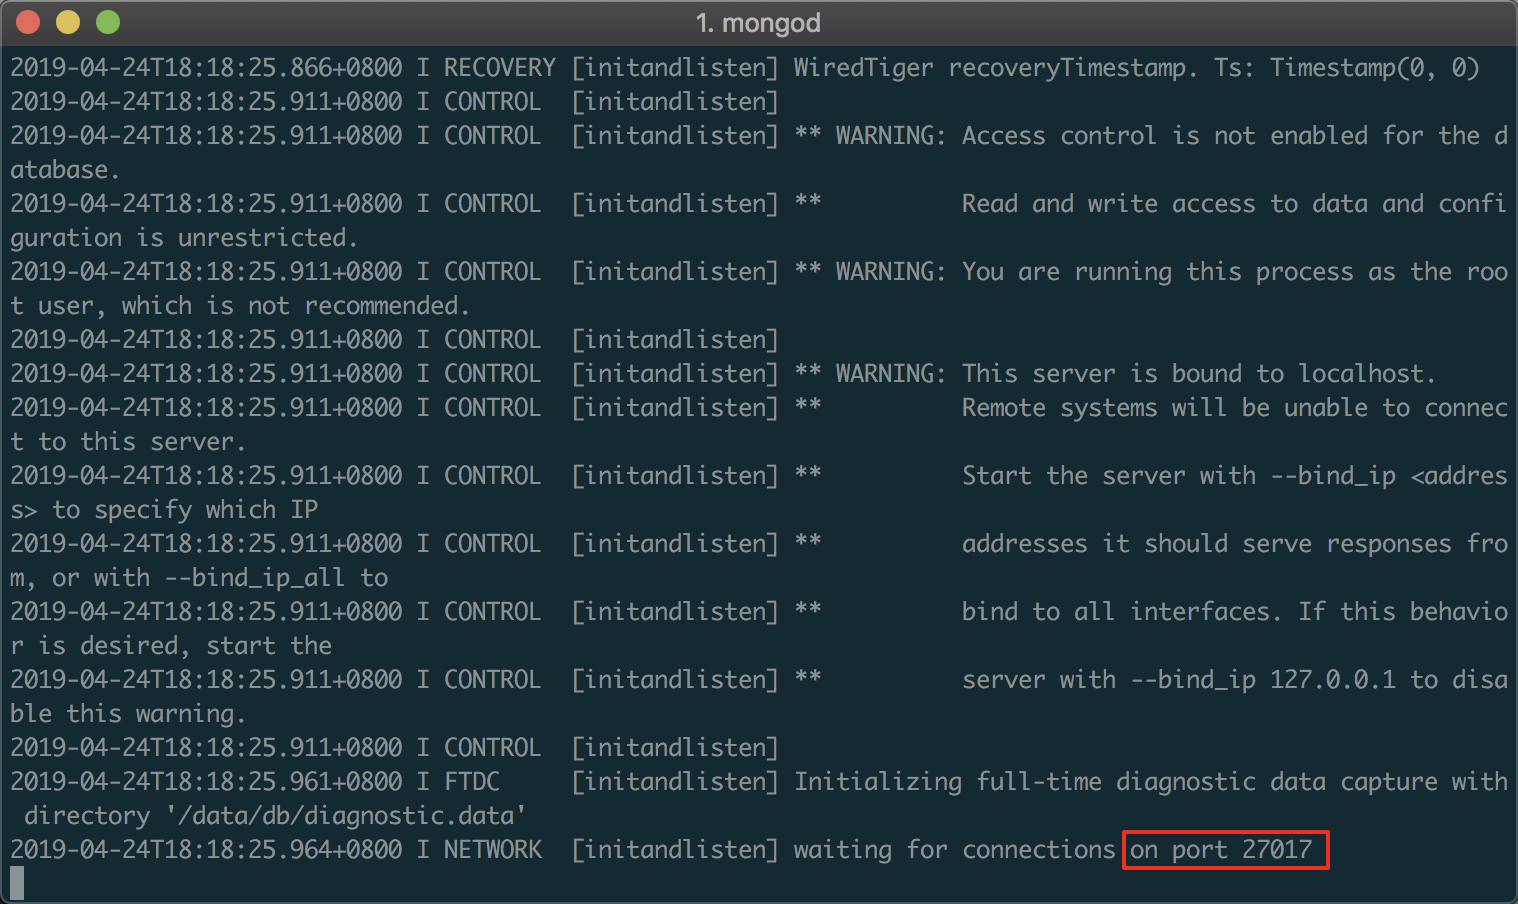 1. mongod
2019-04-24T18:18:25.866+0800 I RECOVERY [initandlisten] WiredTiger recoveryTimestamp. Ts: Timestamp(0, 0)
2019-04-24T18:18:25.911+0800 I CONTROL  [initandlisten]
2019-04-24T18:18:25.911+0800 I CONTROL  [initandlisten] ** WARNING: Access control is not enabled for the d
atabase.
2019-04-24T18:18:25.911+0800 I CONTROL  [initandlisten] **          Read and write access to data and confi
guration is unrestricted.
2019-04-24T18:18:25.911+0800 I CONTROL  [initandlisten] ** WARNING: You are running this process as the roo
t user, which is not recommended.
2019-04-24T18:18:25.911+0800 I CONTROL  [initandlisten]
2019-04-24T18:18:25.911+0800 I CONTROL  [initandlisten] ** WARNING: This server is bound to localhost.
2019-04-24T18:18:25.911+0800 I CONTROL  [initandlisten] **          Remote systems will be unable to connec
t to this server.
2019-04-24T18:18:25.911+0800 I CONTROL  [initandlisten] **          Start the server with --bind_ip <addres
s> to specify which IP
2019-04-24T18:18:25.911+0800 I CONTROL  [initandlisten] **          addresses it should serve responses fro
m, or with --bind_ip_all to
2019-04-24T18:18:25.911+0800 I CONTROL  [initandlisten] **          bind to all interfaces. If this behavio
r is desired, start the
2019-04-24T18:18:25.911+0800 I CONTROL  [initandlisten] **          server with --bind_ip 127.0.0.1 to disa
ble this warning.
2019-04-24T18:18:25.911+0800 I CONTROL  [initandlisten]
2019-04-24T18:18:25.961+0800 I FTDC     [initandlisten] Initializing full-time diagnostic data capture with
 directory '/data/db/diagnostic.data'
2019-04-24T18:18:25.964+0800 I NETWORK  [initandlisten] waiting for connections on port 27017